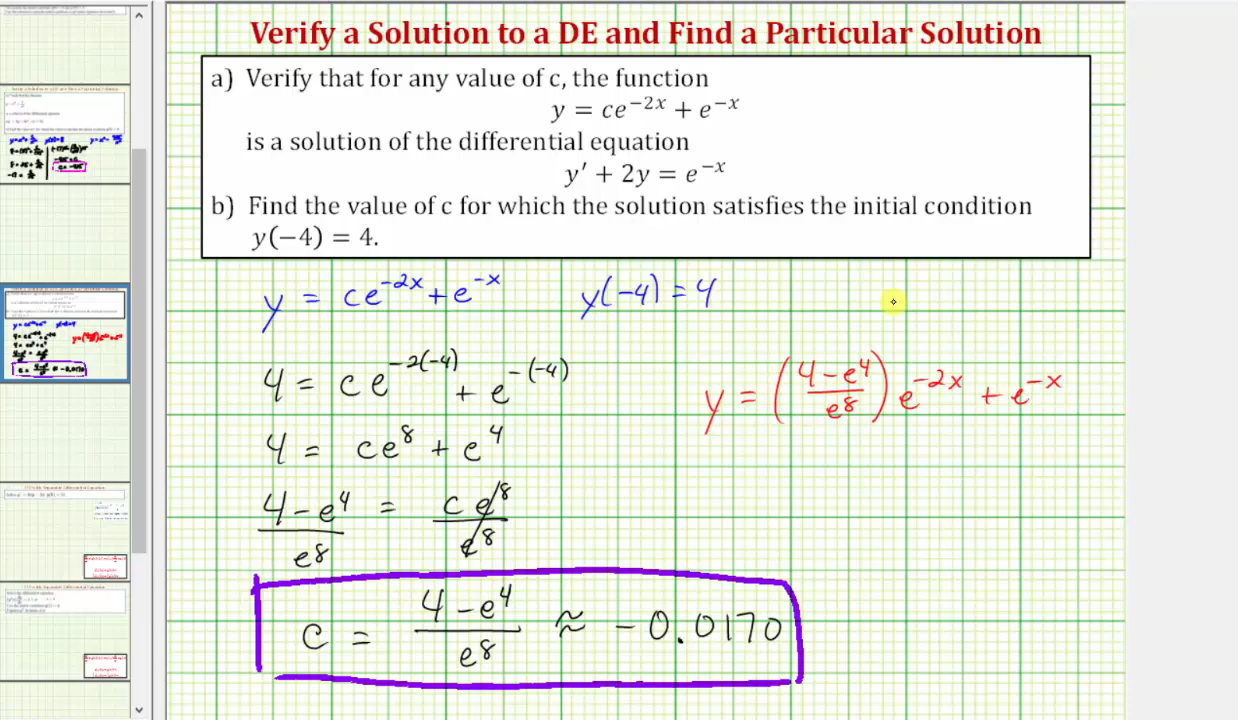 Verify a Solution to a DE and Find a Particular Solution
a) Verify that for any value of c, the function
y = ce^{-2x} + e^{-x}
is a solution of the differential equation
y′ + 2y = e^{-x}
b) Find the value of c for which the solution satisfies the initial condition
y(−4) = 4.
y = ce^{-2x} + e^{-x} y(-4) = 4
4 = ce^{-2(-4)} + e^{-(-4)}
y = ((4-e^4)/e^8) e^{-2x} + e^{-x}
4 = ce^8 + e^4
(4-e^4)/e^8 = ce^8/e^8
c = (4-e^4)/e^8 ≈ -0.0170